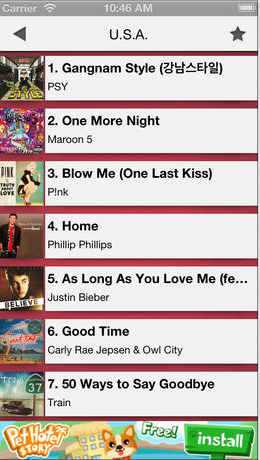 Carrier 10:46 AM
U.S.A.
1. Gangnam Style (강남스타일)
PSY
2. One More Night
Maroon 5
3. Blow Me (One Last Kiss)
P!nk
4. Home
Phillip Phillips
5. As Long As You Love Me (fe…
Justin Bieber
BELIEVE
6. Good Time
Carly Rae Jepsen & Owl City
7. 50 Ways to Say Goodbye
Train
Pet Hotel
STORY
Free!
install